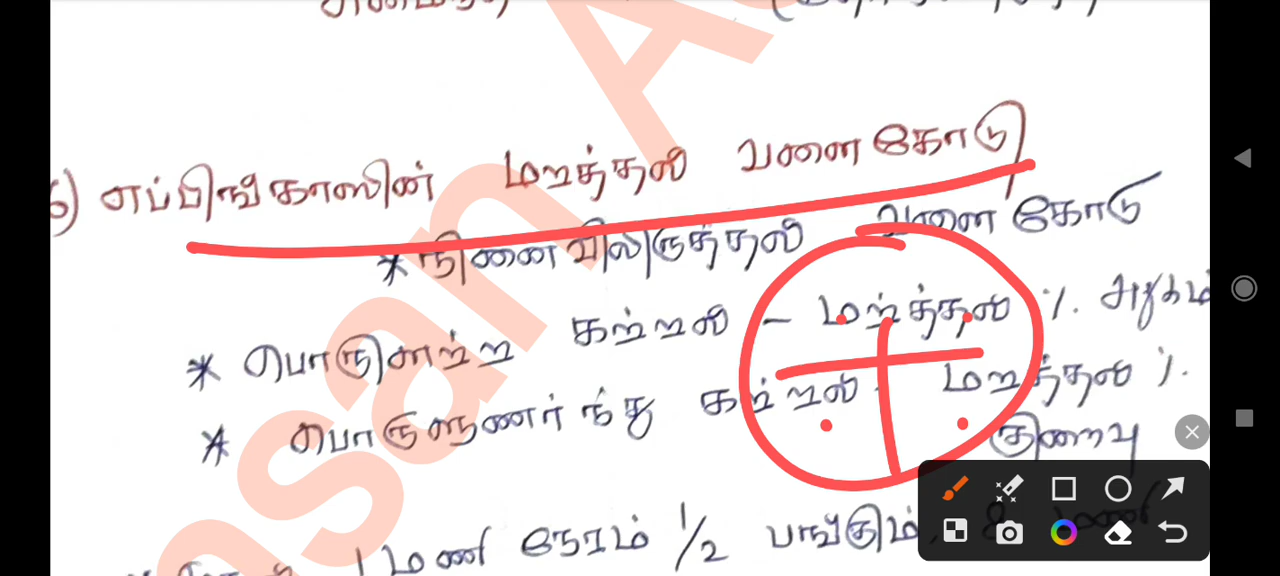 6) எப்பிங்காஸின் மறத்தல் வளைகோடு
* நினைவிலிருத்தல் வளை கோடு
* பொருளற்ற கற்றல் - மறத்தல் %. அதிகம்
* பொருளுணர்ந்து கற்றல் - மறத்தல் %.
குறைவு
1 மணி நேரம் 1/2 பங்கும்,
asan A